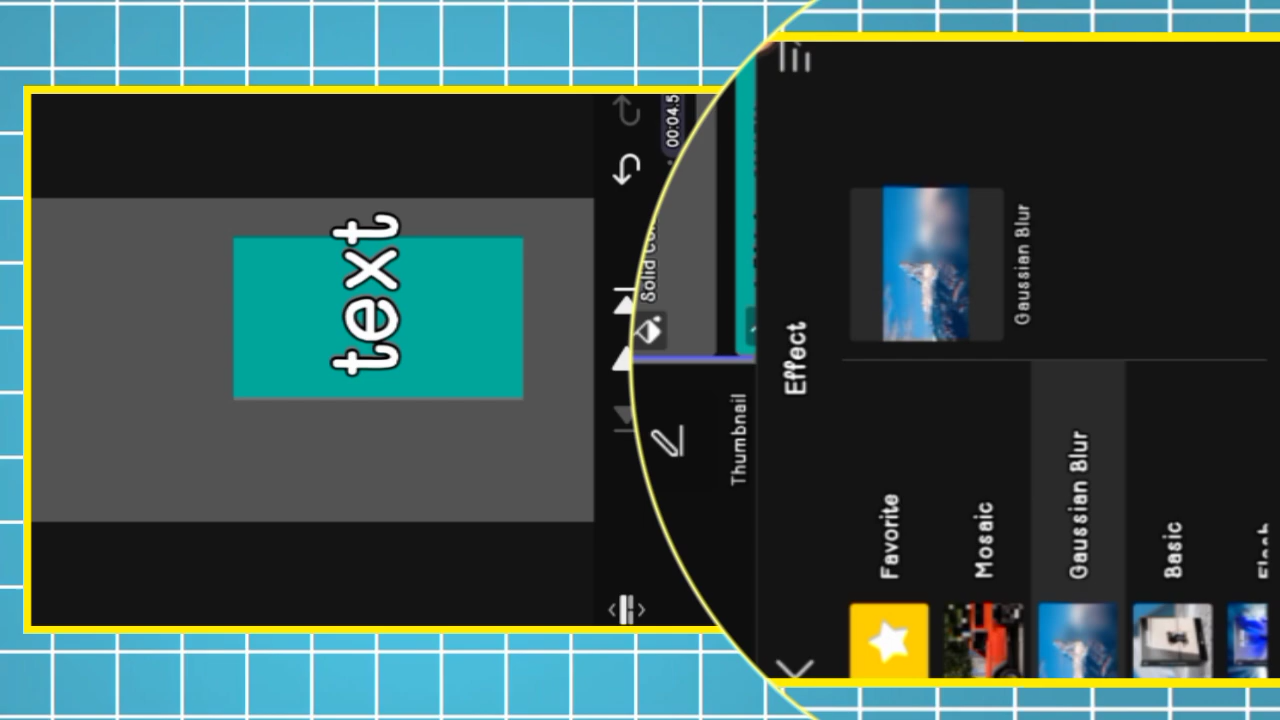 text
00:04.5
Solid Co
Thumbnail
Effect
Gaussian Blur
Favorite
Mosaic
Gaussian Blur
Basic